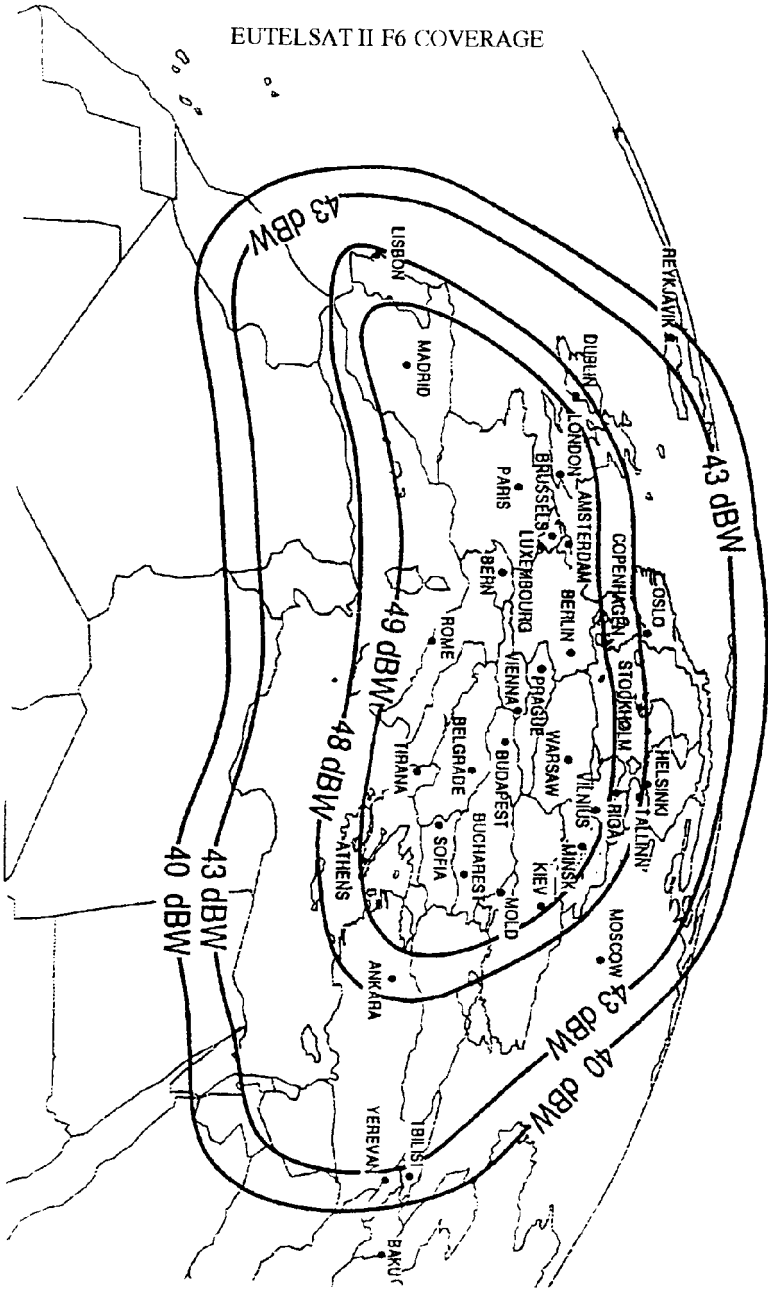 EUTELSAT II F6 COVERAGE
REYKJAVIK
43 dBW
43 dBW
LISBON
MADRID
DUBLIN
LONDON
BRUSSELS
AMSTERDAM
PARIS
LUXEMBOURG
BERN
COPENHAGEN
OSLO
STOCKHOLM
HELSINKI
TALINN
RIGA
BERLIN
PRAGUE
VIENNA
WARSAW
VILNIUS
MINSK
ROME
49 dBW
48 dBW
TIRANA
BELGRADE
BUDAPEST
SOFIA
BUCHAREST
KIEV
MOLD
ATHENS
ANKARA
MOSCOW
43 dBW
40 dBW
43 dBW
40 dBW
TBILISI
YEREVAN
BAKU